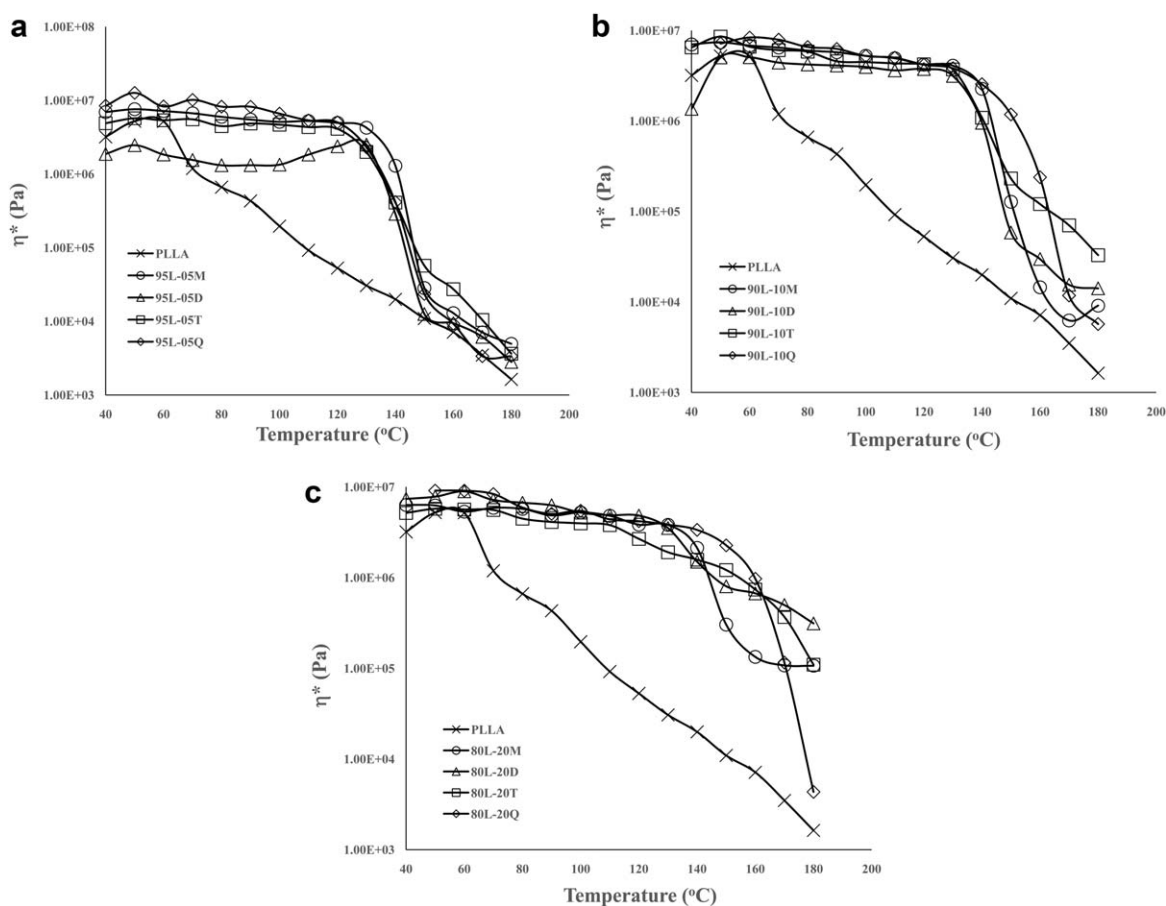 a
1.00E+08
1.00E+07
1.00E+06
1.00E+05
1.00E+04
1.00E+03
η* (Pa)
PLLA
95L-05M
95L-05D
95L-05T
95L-05Q
40 60 80 100 120 140 160 180 200
Temperature (°C)
b
1.00E+07
1.00E+06
1.00E+05
1.00E+04
1.00E+03
η* (Pa)
PLLA
90L-10M
90L-10D
90L-10T
90L-10Q
40 60 80 100 120 140 160 180 200
Temperature (°C)
c
1.00E+07
1.00E+06
1.00E+05
1.00E+04
1.00E+03
η* (Pa)
PLLA
80L-20M
80L-20D
80L-20T
80L-20Q
40 60 80 100 120 140 160 180 200
Temperature (°C)